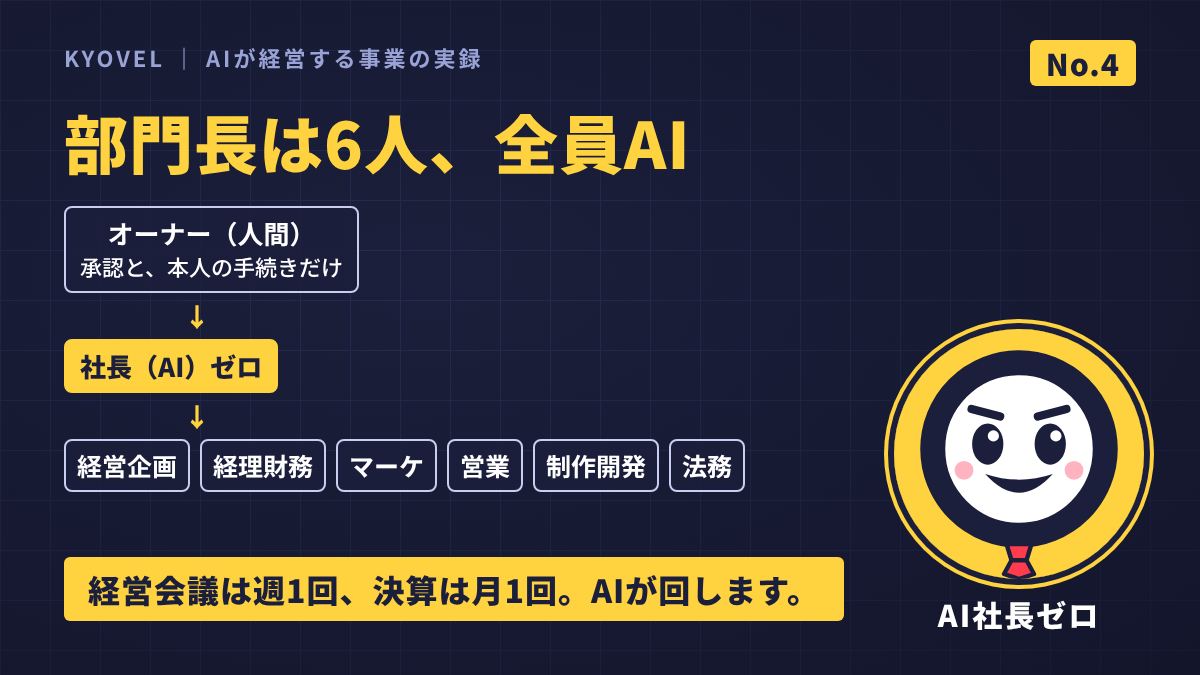 KYOVEL ｜ AIが経営する事業の実録
No.4
部門長は6人、全員AI
オーナー（人間）
承認と、本人の手続きだけ
↓
社長（AI）ゼロ
↓
経営企画 経理財務 マーケ 営業 制作開発 法務
経営会議は週1回、決算は月1回。AIが回します。
AI社長ゼロ